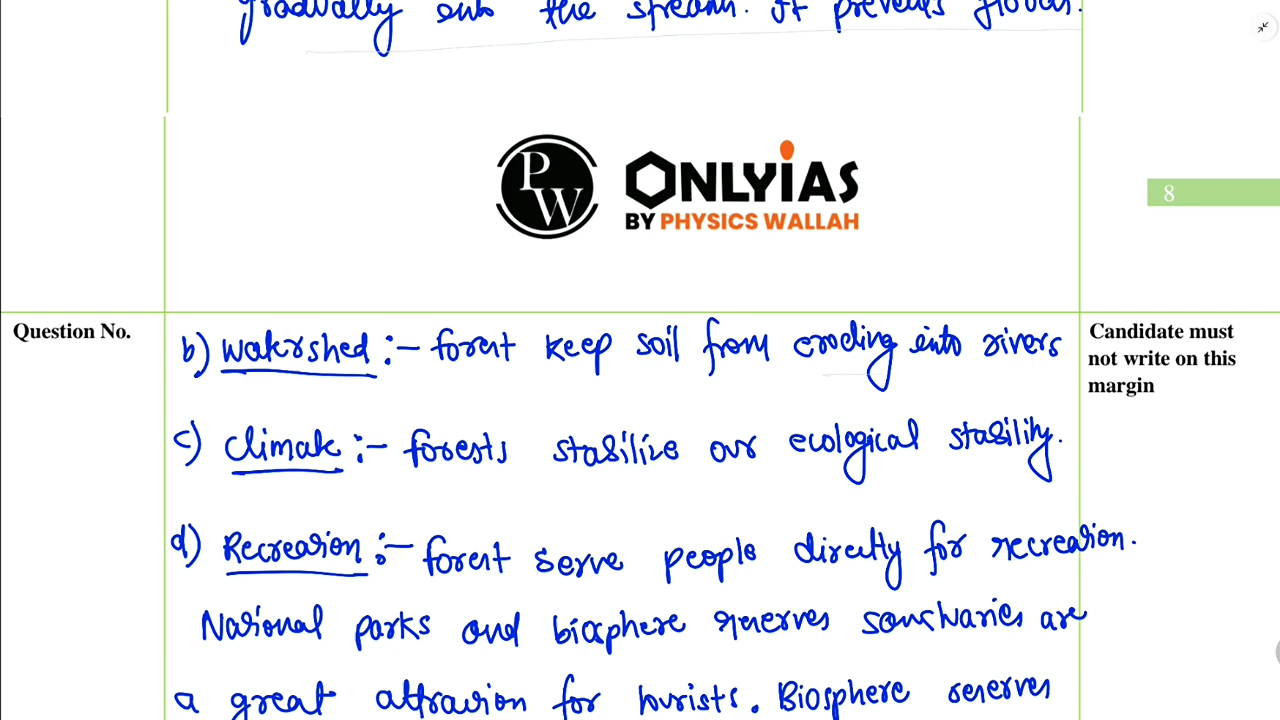 gradually into the stream. It prevents floods.
PW
ONLYIAS
BY PHYSICS WALLAH
8
Question No.
Candidate must
not write on this
margin
b) Watershed :- forest keep soil from eroding into rivers
c) Climate :- forests stabilize our ecological stability.
d) Recreation :- forest serve people directly for recreation.
National parks and biosphere reserves sanctuaries are
a great attraction for tourists. Biosphere reserves